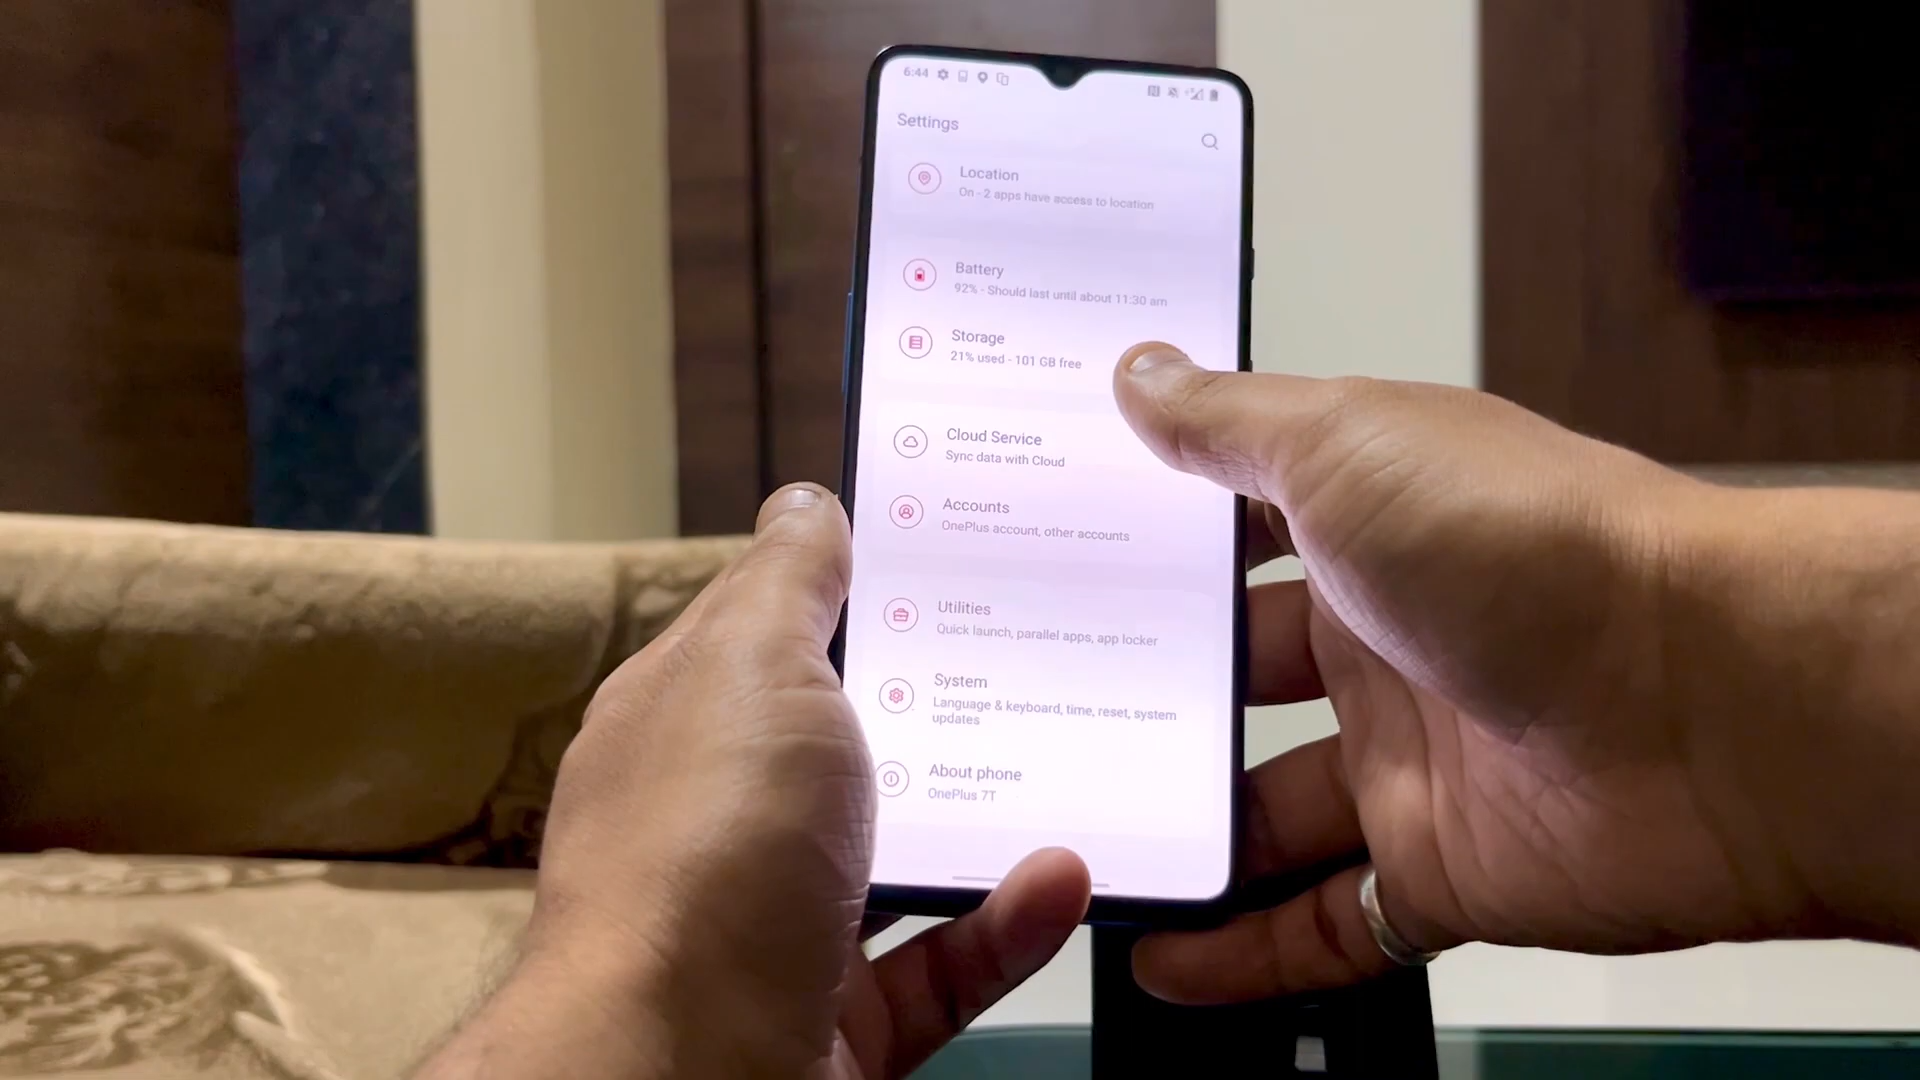 6:44
Settings
Location
On - 2 apps have access to location
Battery
92% - Should last until about 11:30 am
Storage
21% used - 101 GB free
Cloud Service
Sync data with Cloud
Accounts
OnePlus account, other accounts
Utilities
Quick launch, parallel apps, app locker
System
Language & keyboard, time, reset, system
updates
About phone
OnePlus 7T